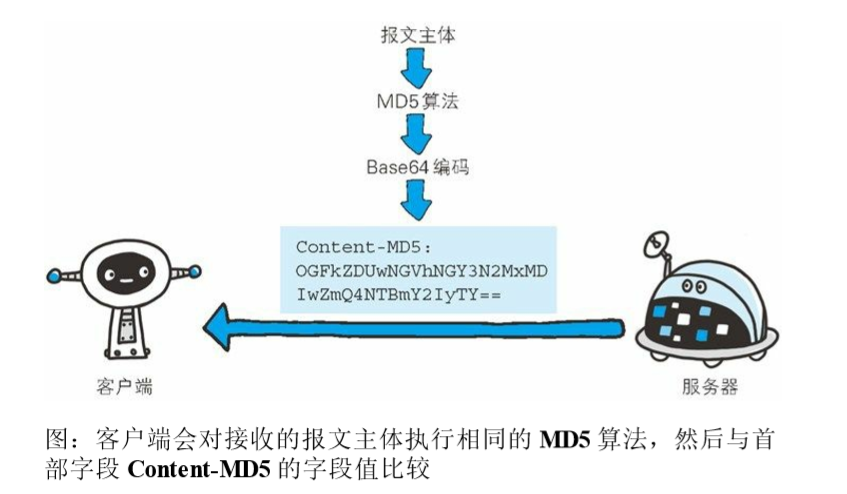 报文主体
MD5 算法
Base64 编码
Content-MD5:
OGFkZDUwNGVhNGY3N2MxMD
IwZmQ4NTBmY2IyTY==
客户端
服务器
图：客户端会对接收的报文主体执行相同的 MD5 算法，然后与首
部字段 Content-MD5 的字段值比较